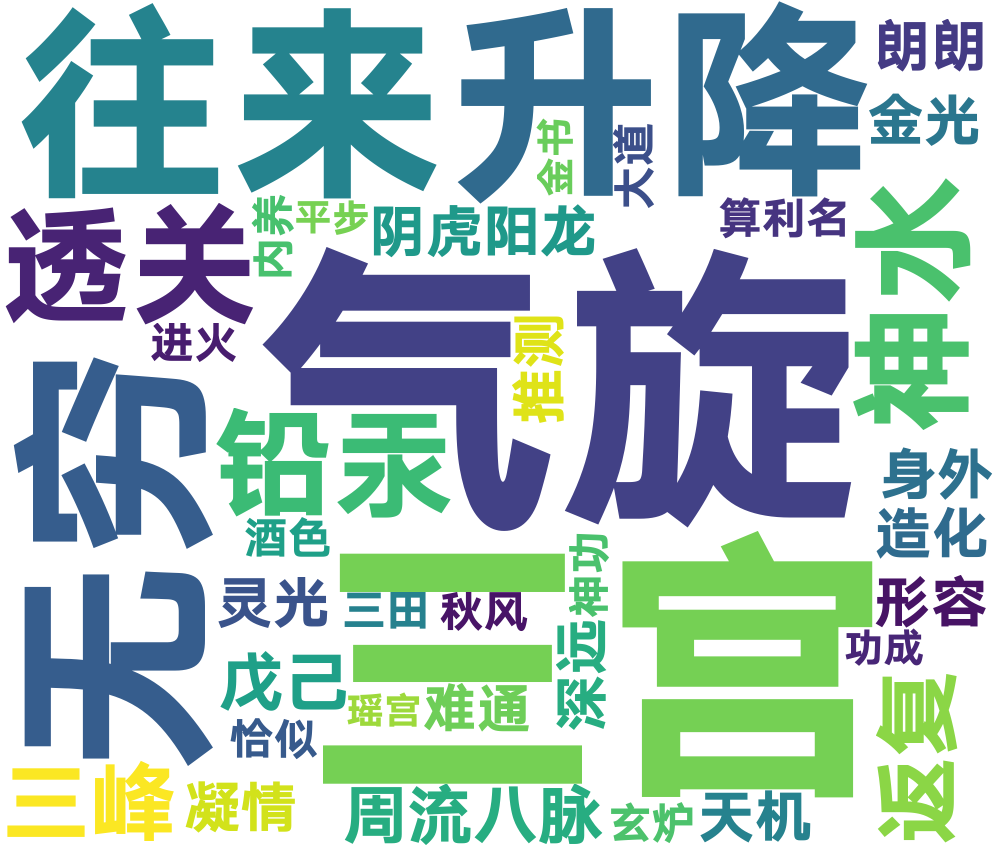 往来
升降
朗朗
金光
金书
大道
内养
平步
阴虎阳龙
算利名
神水
透关
进火
气旋
推测
无穷
铅汞
身外
酒色
造化
三宫
灵光
三田
秋风
神功
形容
功成
深远
戊己
瑶宫
难通
返复
恰似
三峰
凝情
周流八脉
玄炉
天机